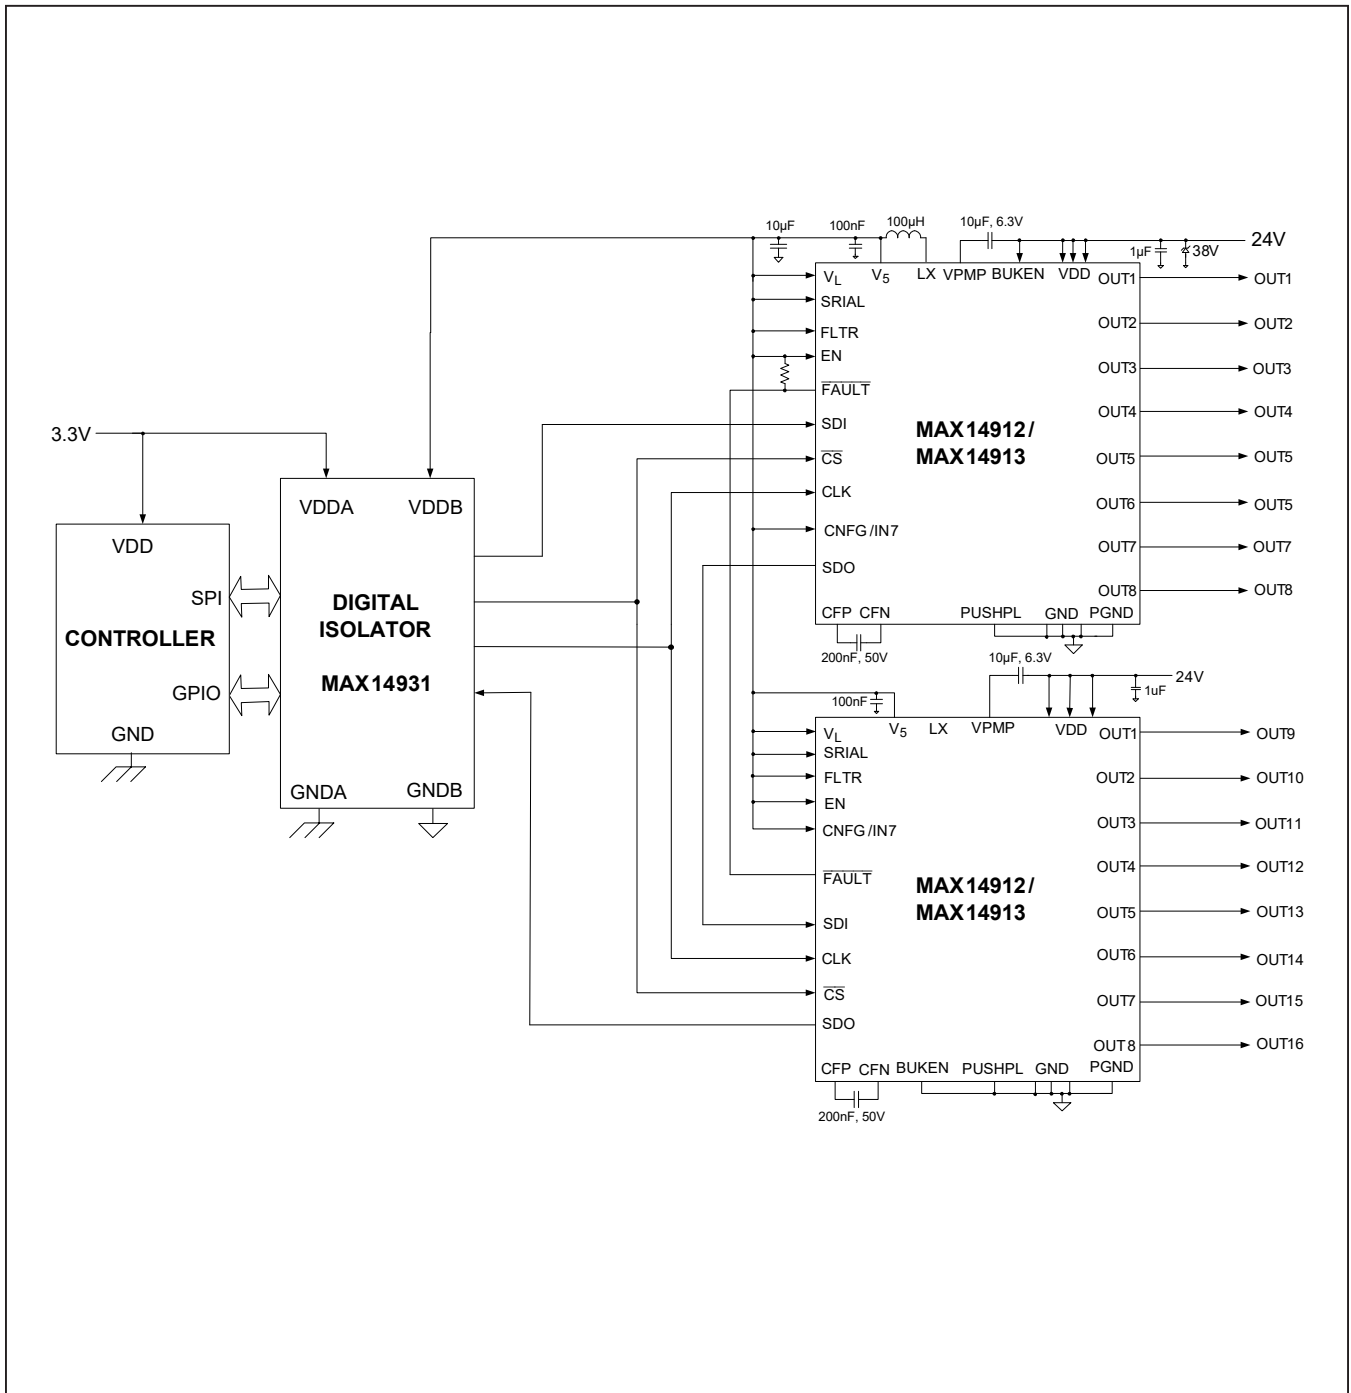 10µF
100nF
100µH
10µF, 6.3V
1µF
38V
24V
VL
V5
LX
VPMP
BUKEN
VDD
SRIAL
FLTR
EN
FAULT
SDI
CS
CLK
CNFG/IN7
SDO
CFP
CFN
PUSHPL
GND
PGND
200nF, 50V
MAX14912/
MAX14913
OUT1
OUT2
OUT3
OUT4
OUT5
OUT6
OUT7
OUT8
OUT1
OUT2
OUT3
OUT4
OUT5
OUT5
OUT7
OUT8
3.3V
VDD
SPI
CONTROLLER
GPIO
GND
VDDA
VDDB
DIGITAL
ISOLATOR
MAX14931
GNDA
GNDB
10µF, 6.3V
24V
100nF
1uF
VL
V5
LX
VPMP
VDD
SRIAL
FLTR
EN
CNFG/IN7
FAULT
SDI
CLK
CS
SDO
CFP
CFN
BUKEN
PUSHPL
GND
PGND
200nF, 50V
MAX14912/
MAX14913
OUT1
OUT2
OUT3
OUT4
OUT5
OUT6
OUT7
OUT8
OUT9
OUT10
OUT11
OUT12
OUT13
OUT14
OUT15
OUT16